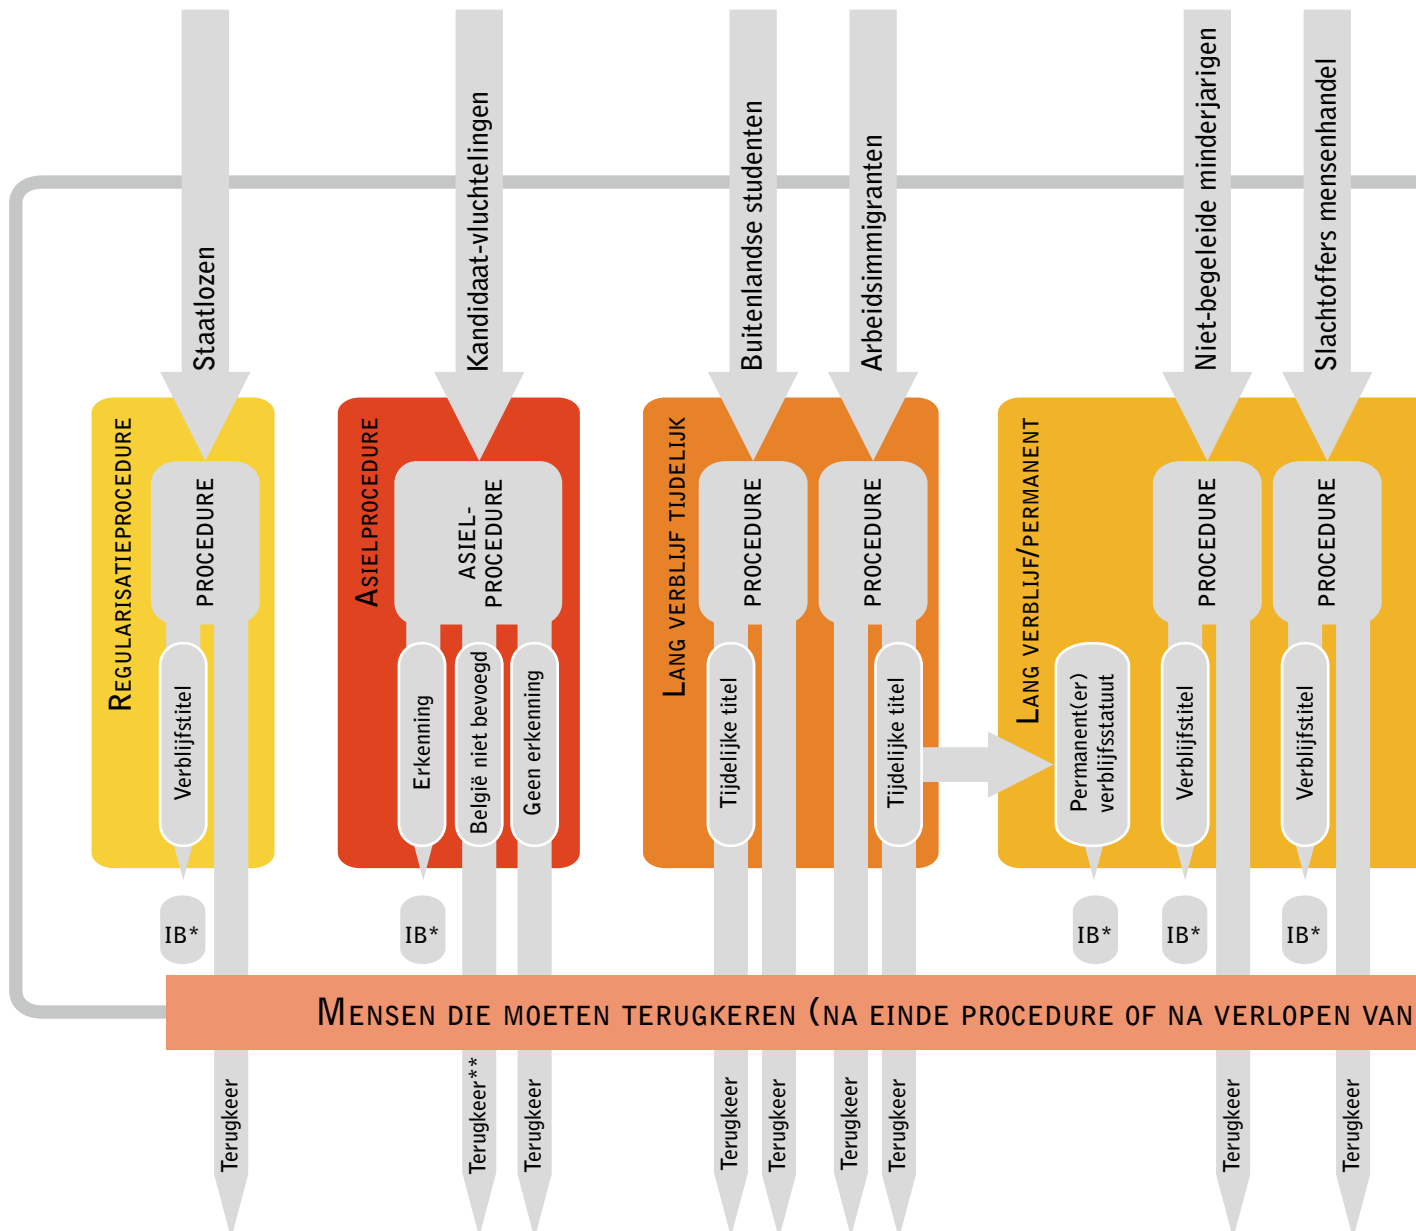 Staatlozen
Kandidaat-vluchtelingen
Buitenlandse studenten
Arbeidsimmigranten
Niet-begeleide minderjarigen
Slachtoffers mensenhandel
REGULARISATIEPROCEDURE
PROCEDURE
Verblijfstitel
ASIELPROCEDURE
ASIEL-
PROCEDURE
Erkenning
België niet bevoegd
Geen erkenning
LANG VERBLIJF TIJDELIJK
PROCEDURE
PROCEDURE
Tijdelijke titel
Tijdelijke titel
LANG VERBLIJF/PERMANENT
PROCEDURE
PROCEDURE
Permanent(er)
verblijfsstatuut
Verblijfstitel
Verblijfstitel
IB*
IB*
IB*
IB*
IB*
MENSEN DIE MOETEN TERUGKEREN (NA EINDE PROCEDURE OF NA VERLOPEN VAN
Terugkeer
Terugkeer**
Terugkeer
Terugkeer
Terugkeer
Terugkeer
Terugkeer
Terugkeer
Terugkeer